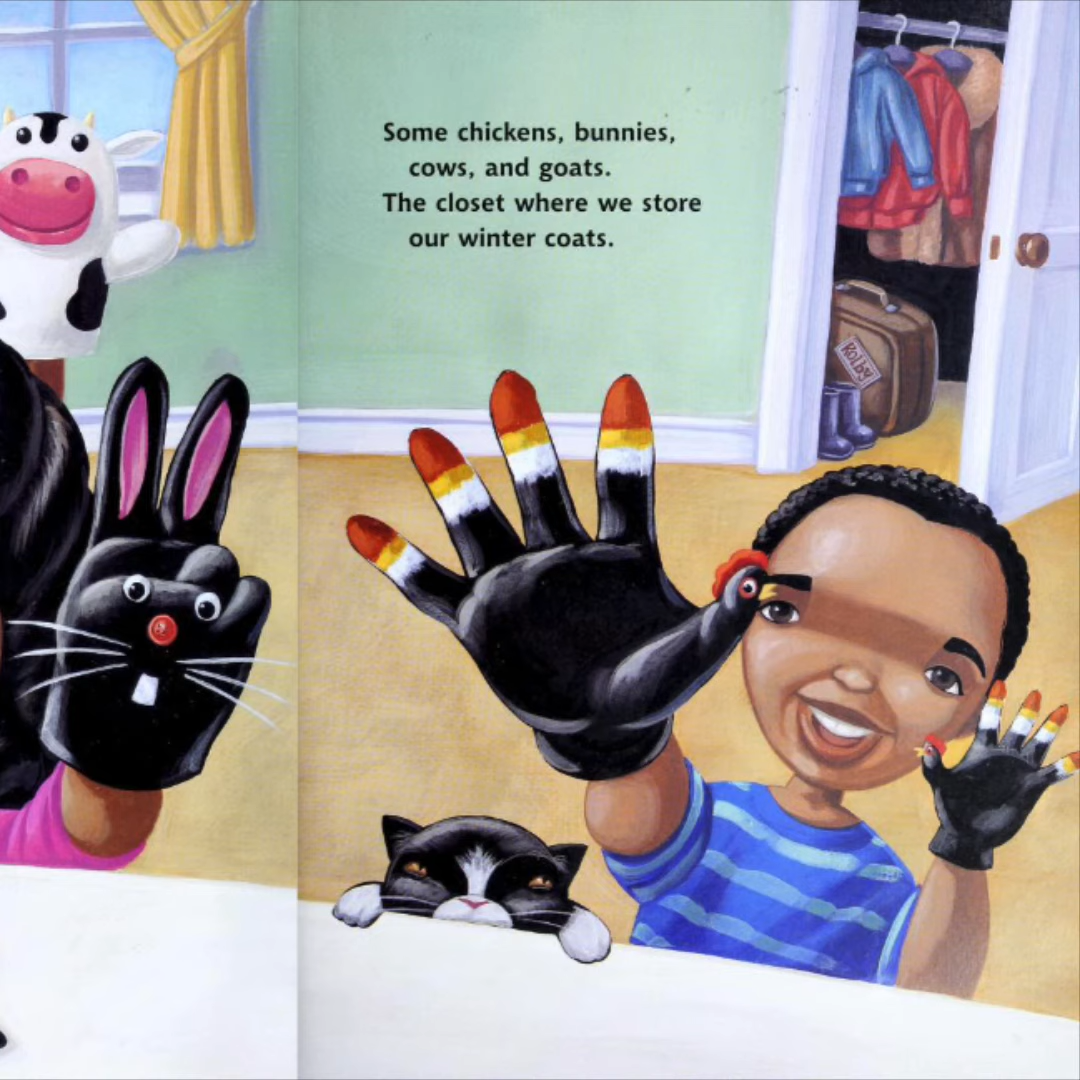 Some chickens, bunnies,
cows, and goats.
The closet where we store
our winter coats.
Kolby